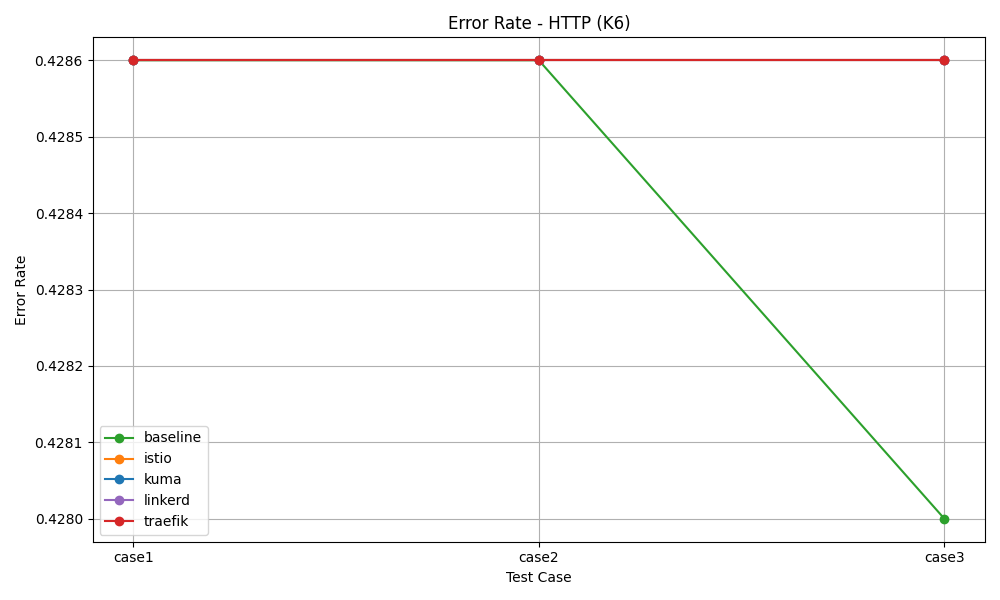 Error Rate - HTTP (K6)
0.4286
0.4285
0.4284
0.4283
0.4282
0.4281
0.4280
Error Rate
baseline
istio
kuma
linkerd
traefik
case1
case2
case3
Test Case